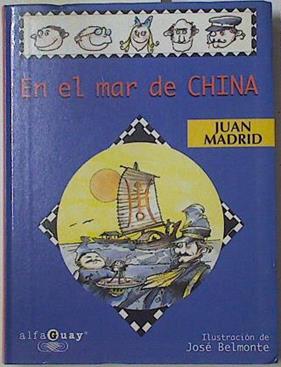 En el mar de CHINA
JUAN
MADRID
alfaGuay®
Ilustración de
José Belmonte